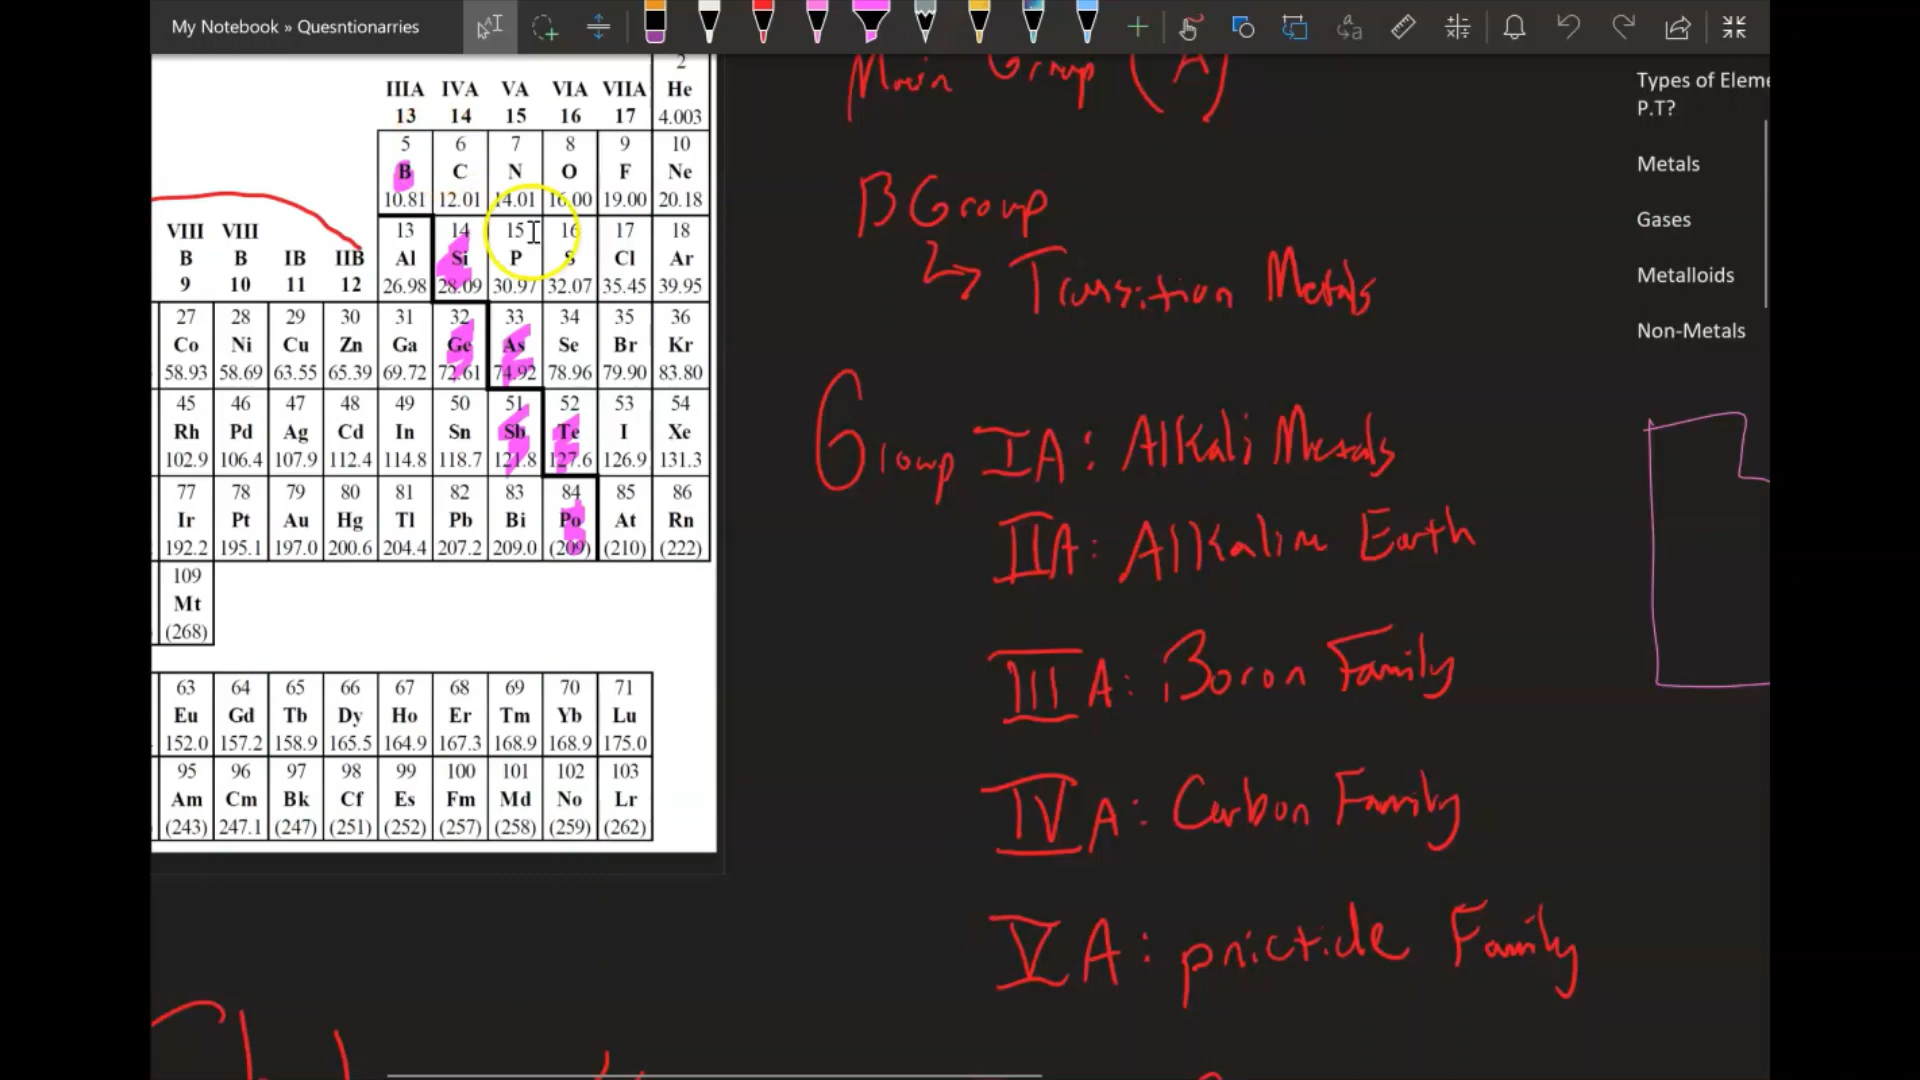 My Notebook » Quesntionarries
2
IIIA IVA VA VIA VIIA He
13 14 15 16 17 4.003
5 6 7 8 9 10
B C N O F Ne
10.81 12.01 14.01 16.00 19.00 20.18
VIII VIII 13 14 15 16 17 18
B B IB IIB Al Si P S Cl Ar
9 10 11 12 26.98 28.09 30.97 32.07 35.45 39.95
27 28 29 30 31 32 33 34 35 36
Co Ni Cu Zn Ga Ge As Se Br Kr
58.93 58.69 63.55 65.39 69.72 72.61 74.92 78.96 79.90 83.80
45 46 47 48 49 50 51 52 53 54
Rh Pd Ag Cd In Sn Sb Te I Xe
102.9 106.4 107.9 112.4 114.8 118.7 121.8 127.6 126.9 131.3
77 78 79 80 81 82 83 84 85 86
Ir Pt Au Hg Tl Pb Bi Po At Rn
192.2 195.1 197.0 200.6 204.4 207.2 209.0 (209) (210) (222)
109
Mt
(268)
63 64 65 66 67 68 69 70 71
Eu Gd Tb Dy Ho Er Tm Yb Lu
152.0 157.2 158.9 165.5 164.9 167.3 168.9 168.9 175.0
95 96 97 98 99 100 101 102 103
Am Cm Bk Cf Es Fm Md No Lr
(243) 247.1 (247) (251) (252) (257) (258) (259) (262)
Main Group (A)
B Group
Transition Metals
Group IA: Alkali Metals
IIA: Alkaline Earth
IIIA: Boron Family
IVA: Carbon Family
VA: pnictide Family
Types of Eleme
P.T?
Metals
Gases
Metalloids
Non-Metals